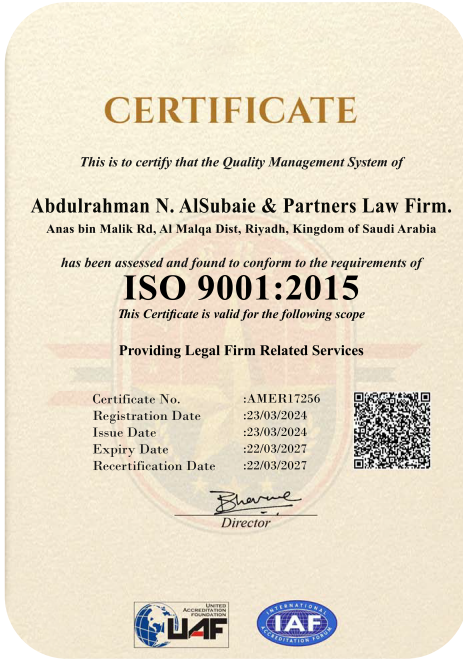 CERTIFICATE
This is to certify that the Quality Management System of
Abdulrahman N. AlSubaie & Partners Law Firm.
Anas bin Malik Rd, Al Malqa Dist, Riyadh, Kingdom of Saudi Arabia
has been assessed and found to conform to the requirements of
ISO 9001:2015
This Certificate is valid for the following scope
Providing Legal Firm Related Services
Certificate No. :AMER17256
Registration Date :23/03/2024
Issue Date :23/03/2024
Expiry Date :22/03/2027
Recertification Date :22/03/2027
Director
UNITED
ACCREDITATION
FOUNDATION
UAF
INTERNATIONAL
IAF
ACCREDITATION FORUM